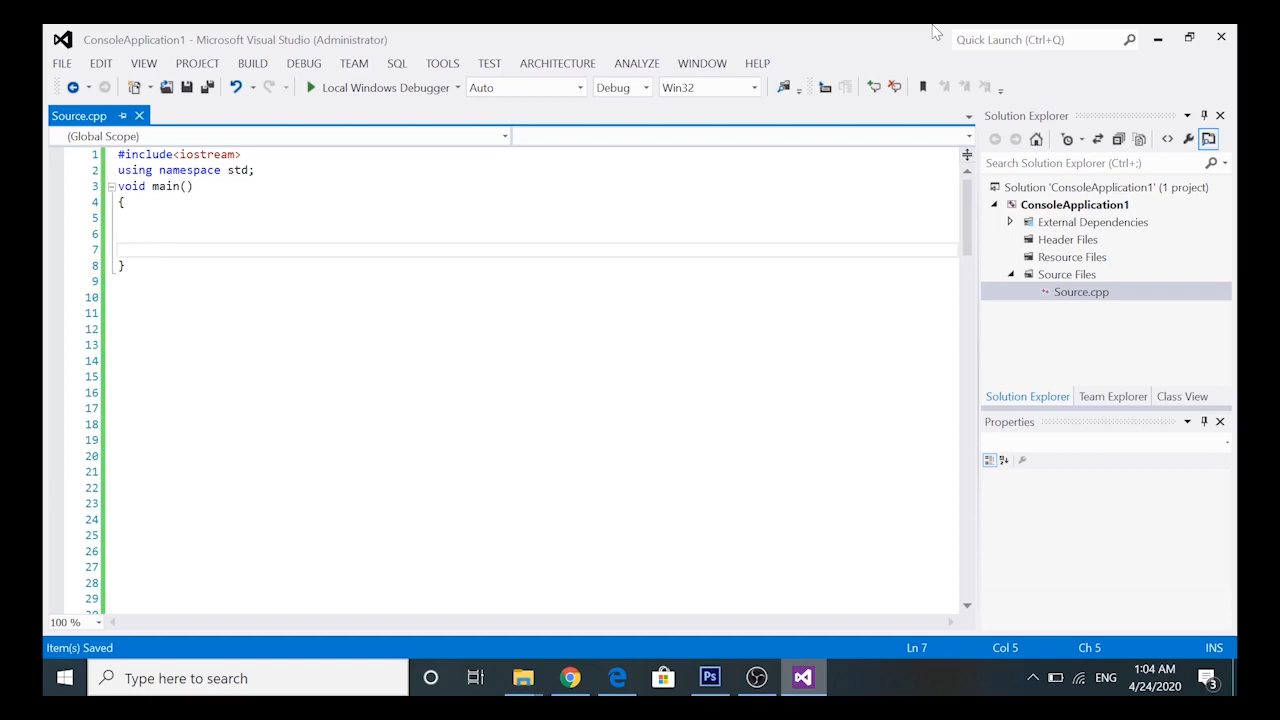 ConsoleApplication1 - Microsoft Visual Studio (Administrator)
Quick Launch (Ctrl+Q)
FILE EDIT VIEW PROJECT BUILD DEBUG TEAM SQL TOOLS TEST ARCHITECTURE ANALYZE WINDOW HELP
Local Windows Debugger Auto Debug Win32
Source.cpp
(Global Scope)
1 #include<iostream>
2 using namespace std;
3 void main()
4 {
5
6
7
8 }
9
10
11
12
13
14
15
16
17
18
19
20
21
22
23
24
25
26
27
28
29
100 %
Solution Explorer
Search Solution Explorer (Ctrl+;)
Solution 'ConsoleApplication1' (1 project)
ConsoleApplication1
External Dependencies
Header Files
Resource Files
Source Files
Source.cpp
Solution Explorer Team Explorer Class View
Properties
Item(s) Saved Ln 7 Col 5 Ch 5 INS
Type here to search
Ps
ENG
1:04 AM
4/24/2020
3